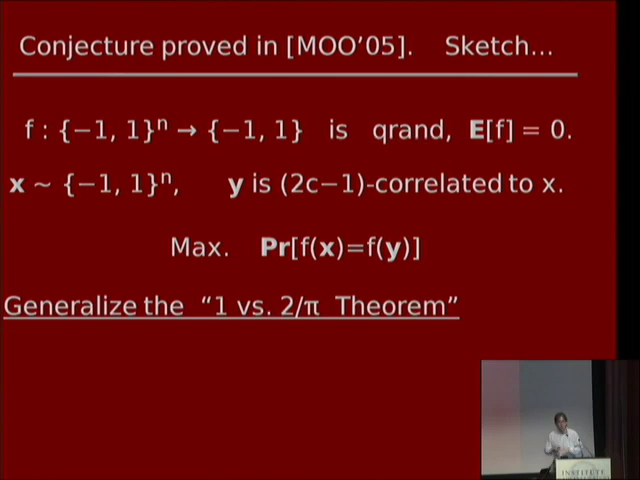 Conjecture proved in [MOO’05]. Sketch…
f : {−1, 1}ⁿ → {−1, 1} is qrand, E[f] = 0.
x ~ {−1, 1}ⁿ, y is (2c−1)-correlated to x.
Max. Pr[f(x)=f(y)]
Generalize the “1 vs. 2/π Theorem”
INSTITUTE